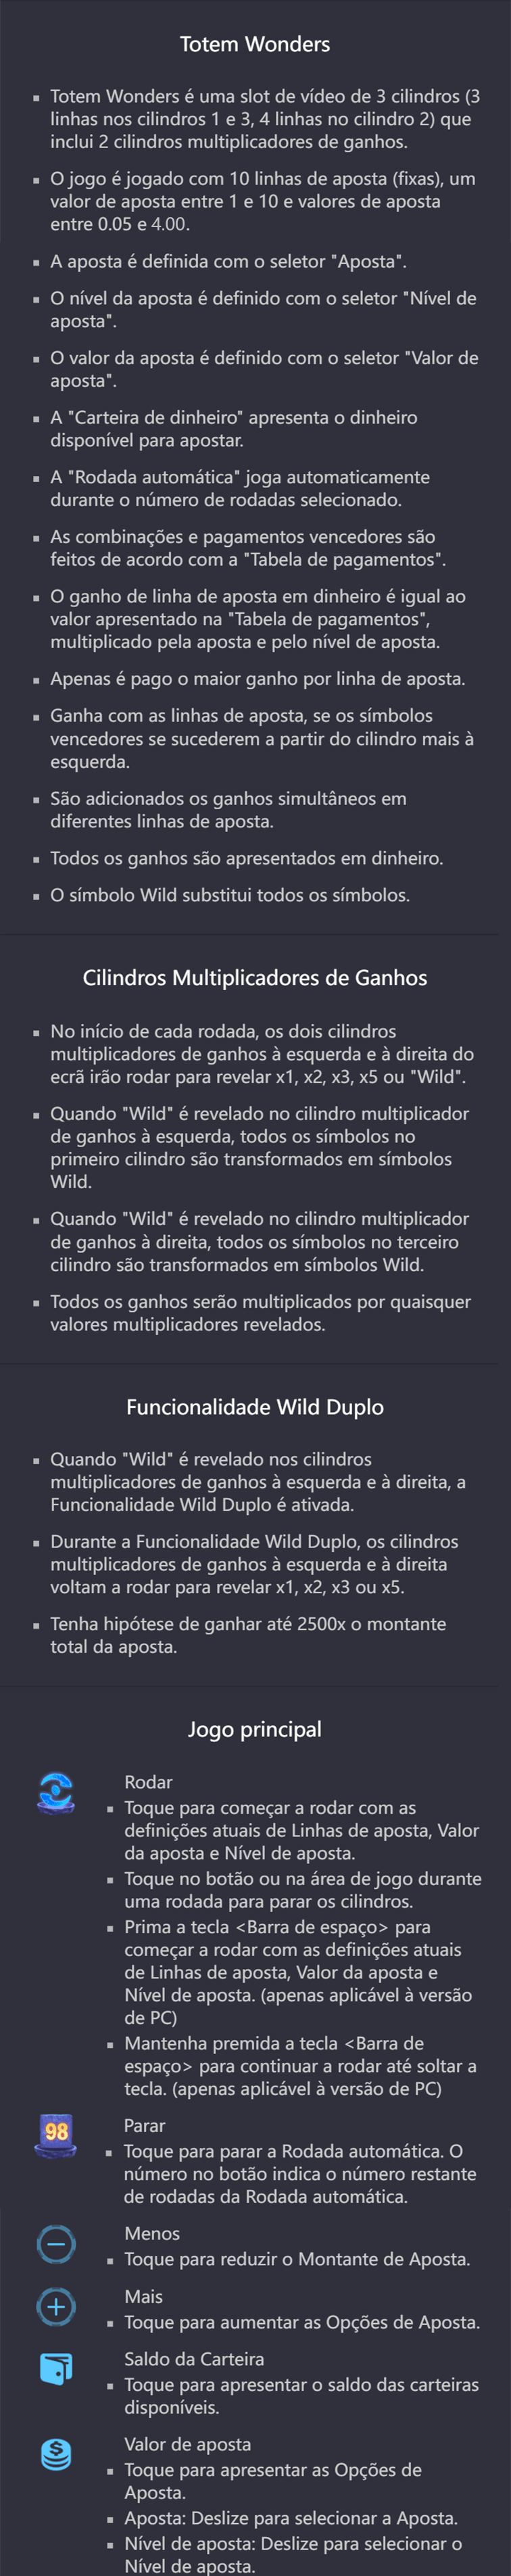 Totem Wonders
Totem Wonders é uma slot de vídeo de 3 cilindros (3
linhas nos cilindros 1 e 3, 4 linhas no cilindro 2) que
inclui 2 cilindros multiplicadores de ganhos.
O jogo é jogado com 10 linhas de aposta (fixas), um
valor de aposta entre 1 e 10 e valores de aposta
entre 0.05 e 4.00.
A aposta é definida com o seletor "Aposta".
O nível da aposta é definido com o seletor "Nível de
aposta".
O valor da aposta é definido com o seletor "Valor de
aposta".
A "Carteira de dinheiro" apresenta o dinheiro
disponível para apostar.
A "Rodada automática" joga automaticamente
durante o número de rodadas selecionado.
As combinações e pagamentos vencedores são
feitos de acordo com a "Tabela de pagamentos".
O ganho de linha de aposta em dinheiro é igual ao
valor apresentado na "Tabela de pagamentos",
multiplicado pela aposta e pelo nível de aposta.
Apenas é pago o maior ganho por linha de aposta.
Ganha com as linhas de aposta, se os símbolos
vencedores se sucederem a partir do cilindro mais à
esquerda.
São adicionados os ganhos simultâneos em
diferentes linhas de aposta.
Todos os ganhos são apresentados em dinheiro.
O símbolo Wild substitui todos os símbolos.
Cilindros Multiplicadores de Ganhos
No início de cada rodada, os dois cilindros
multiplicadores de ganhos à esquerda e à direita do
ecrã irão rodar para revelar x1, x2, x3, x5 ou "Wild".
Quando "Wild" é revelado no cilindro multiplicador
de ganhos à esquerda, todos os símbolos no
primeiro cilindro são transformados em símbolos
Wild.
Quando "Wild" é revelado no cilindro multiplicador
de ganhos à direita, todos os símbolos no terceiro
cilindro são transformados em símbolos Wild.
Todos os ganhos serão multiplicados por quaisquer
valores multiplicadores revelados.
Funcionalidade Wild Duplo
Quando "Wild" é revelado nos cilindros
multiplicadores de ganhos à esquerda e à direita, a
Funcionalidade Wild Duplo é ativada.
Durante a Funcionalidade Wild Duplo, os cilindros
multiplicadores de ganhos à esquerda e à direita
voltam a rodar para revelar x1, x2, x3 ou x5.
Tenha hipótese de ganhar até 2500x o montante
total da aposta.
Jogo principal
Rodar
Toque para começar a rodar com as
definições atuais de Linhas de aposta, Valor
da aposta e Nível de aposta.
Toque no botão ou na área de jogo durante
uma rodada para parar os cilindros.
Prima a tecla <Barra de espaço> para
começar a rodar com as definições atuais
de Linhas de aposta, Valor da aposta e
Nível de aposta. (apenas aplicável à versão
de PC)
Mantenha premida a tecla <Barra de
espaço> para continuar a rodar até soltar a
tecla. (apenas aplicável à versão de PC)
98
Parar
Toque para parar a Rodada automática. O
número no botão indica o número restante
de rodadas da Rodada automática.
Menos
Toque para reduzir o Montante de Aposta.
Mais
Toque para aumentar as Opções de Aposta.
Saldo da Carteira
Toque para apresentar o saldo das carteiras
disponíveis.
Valor de aposta
Toque para apresentar as Opções de
Aposta.
Aposta: Deslize para selecionar a Aposta.
Nível de aposta: Deslize para selecionar o
Nível de aposta.